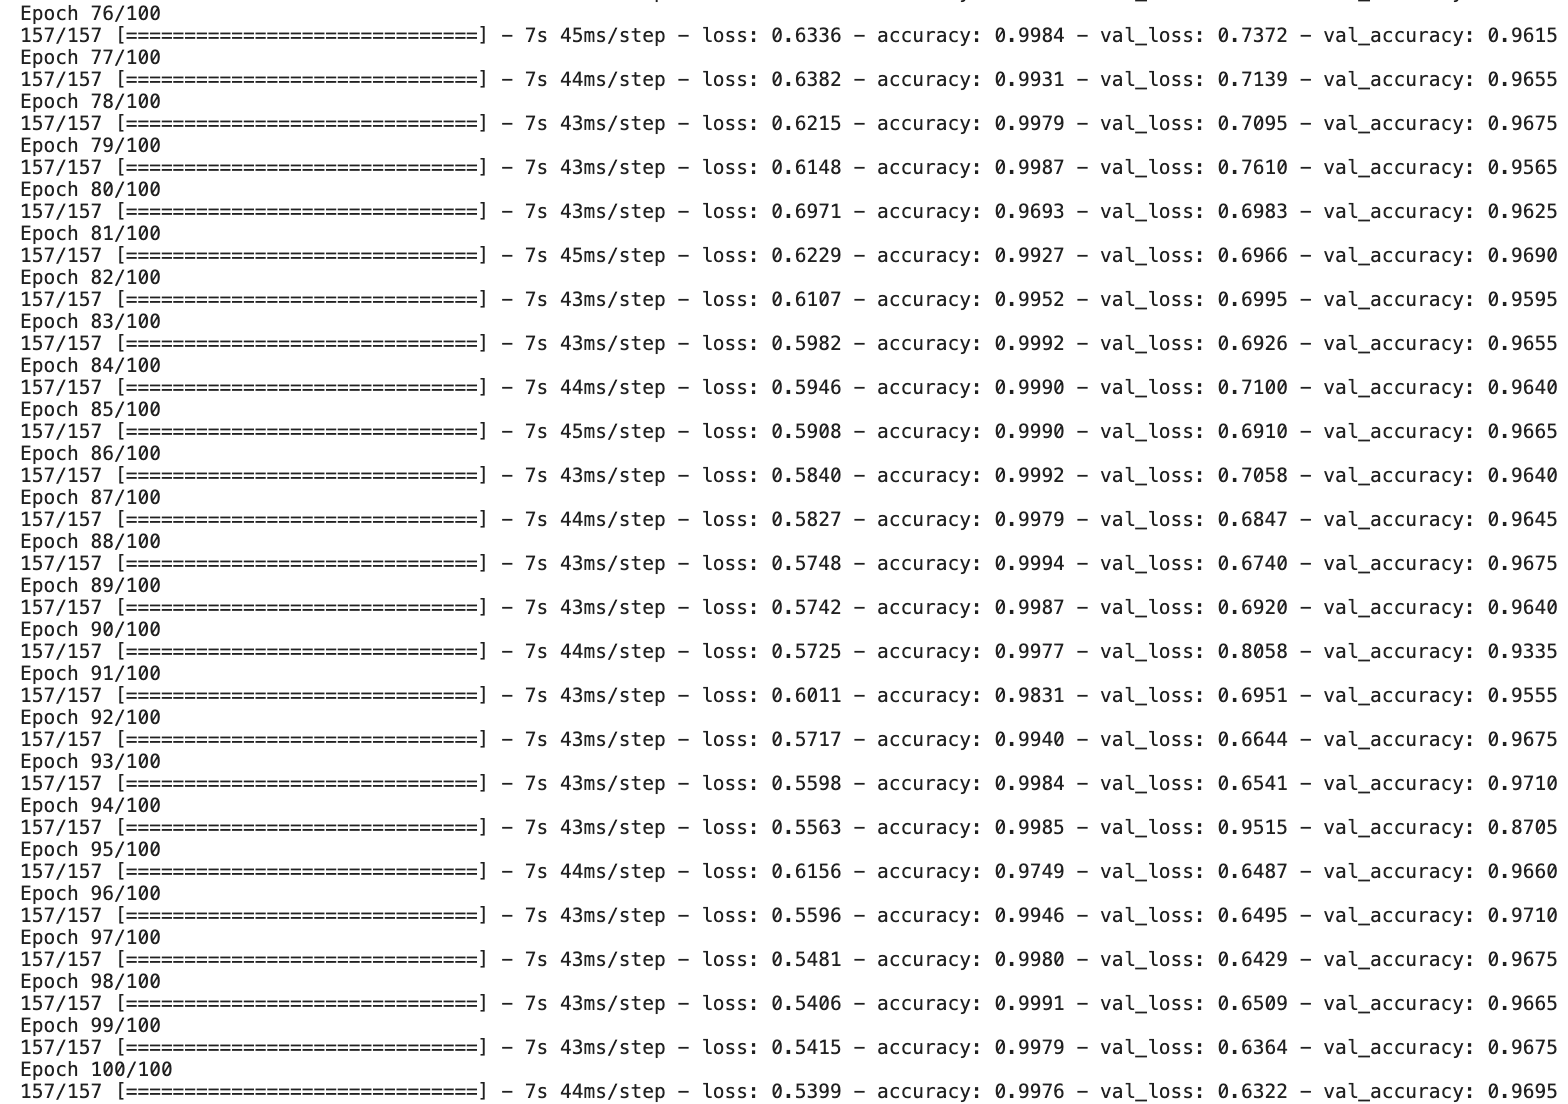 Epoch 76/100
157/157 [==============================] - 7s 45ms/step - loss: 0.6336 - accuracy: 0.9984 - val_loss: 0.7372 - val_accuracy: 0.9615
Epoch 77/100
157/157 [==============================] - 7s 44ms/step - loss: 0.6382 - accuracy: 0.9931 - val_loss: 0.7139 - val_accuracy: 0.9655
Epoch 78/100
157/157 [==============================] - 7s 43ms/step - loss: 0.6215 - accuracy: 0.9979 - val_loss: 0.7095 - val_accuracy: 0.9675
Epoch 79/100
157/157 [==============================] - 7s 43ms/step - loss: 0.6148 - accuracy: 0.9987 - val_loss: 0.7610 - val_accuracy: 0.9565
Epoch 80/100
157/157 [==============================] - 7s 43ms/step - loss: 0.6971 - accuracy: 0.9693 - val_loss: 0.6983 - val_accuracy: 0.9625
Epoch 81/100
157/157 [==============================] - 7s 45ms/step - loss: 0.6229 - accuracy: 0.9927 - val_loss: 0.6966 - val_accuracy: 0.9690
Epoch 82/100
157/157 [==============================] - 7s 43ms/step - loss: 0.6107 - accuracy: 0.9952 - val_loss: 0.6995 - val_accuracy: 0.9595
Epoch 83/100
157/157 [==============================] - 7s 43ms/step - loss: 0.5982 - accuracy: 0.9992 - val_loss: 0.6926 - val_accuracy: 0.9655
Epoch 84/100
157/157 [==============================] - 7s 44ms/step - loss: 0.5946 - accuracy: 0.9990 - val_loss: 0.7100 - val_accuracy: 0.9640
Epoch 85/100
157/157 [==============================] - 7s 45ms/step - loss: 0.5908 - accuracy: 0.9990 - val_loss: 0.6910 - val_accuracy: 0.9665
Epoch 86/100
157/157 [==============================] - 7s 43ms/step - loss: 0.5840 - accuracy: 0.9992 - val_loss: 0.7058 - val_accuracy: 0.9640
Epoch 87/100
157/157 [==============================] - 7s 44ms/step - loss: 0.5827 - accuracy: 0.9979 - val_loss: 0.6847 - val_accuracy: 0.9645
Epoch 88/100
157/157 [==============================] - 7s 43ms/step - loss: 0.5748 - accuracy: 0.9994 - val_loss: 0.6740 - val_accuracy: 0.9675
Epoch 89/100
157/157 [==============================] - 7s 43ms/step - loss: 0.5742 - accuracy: 0.9987 - val_loss: 0.6920 - val_accuracy: 0.9640
Epoch 90/100
157/157 [==============================] - 7s 44ms/step - loss: 0.5725 - accuracy: 0.9977 - val_loss: 0.8058 - val_accuracy: 0.9335
Epoch 91/100
157/157 [==============================] - 7s 43ms/step - loss: 0.6011 - accuracy: 0.9831 - val_loss: 0.6951 - val_accuracy: 0.9555
Epoch 92/100
157/157 [==============================] - 7s 43ms/step - loss: 0.5717 - accuracy: 0.9940 - val_loss: 0.6644 - val_accuracy: 0.9675
Epoch 93/100
157/157 [==============================] - 7s 43ms/step - loss: 0.5598 - accuracy: 0.9984 - val_loss: 0.6541 - val_accuracy: 0.9710
Epoch 94/100
157/157 [==============================] - 7s 43ms/step - loss: 0.5563 - accuracy: 0.9985 - val_loss: 0.9515 - val_accuracy: 0.8705
Epoch 95/100
157/157 [==============================] - 7s 44ms/step - loss: 0.6156 - accuracy: 0.9749 - val_loss: 0.6487 - val_accuracy: 0.9660
Epoch 96/100
157/157 [==============================] - 7s 43ms/step - loss: 0.5596 - accuracy: 0.9946 - val_loss: 0.6495 - val_accuracy: 0.9710
Epoch 97/100
157/157 [==============================] - 7s 43ms/step - loss: 0.5481 - accuracy: 0.9980 - val_loss: 0.6429 - val_accuracy: 0.9675
Epoch 98/100
157/157 [==============================] - 7s 43ms/step - loss: 0.5406 - accuracy: 0.9991 - val_loss: 0.6509 - val_accuracy: 0.9665
Epoch 99/100
157/157 [==============================] - 7s 43ms/step - loss: 0.5415 - accuracy: 0.9979 - val_loss: 0.6364 - val_accuracy: 0.9675
Epoch 100/100
157/157 [==============================] - 7s 44ms/step - loss: 0.5399 - accuracy: 0.9976 - val_loss: 0.6322 - val_accuracy: 0.9695